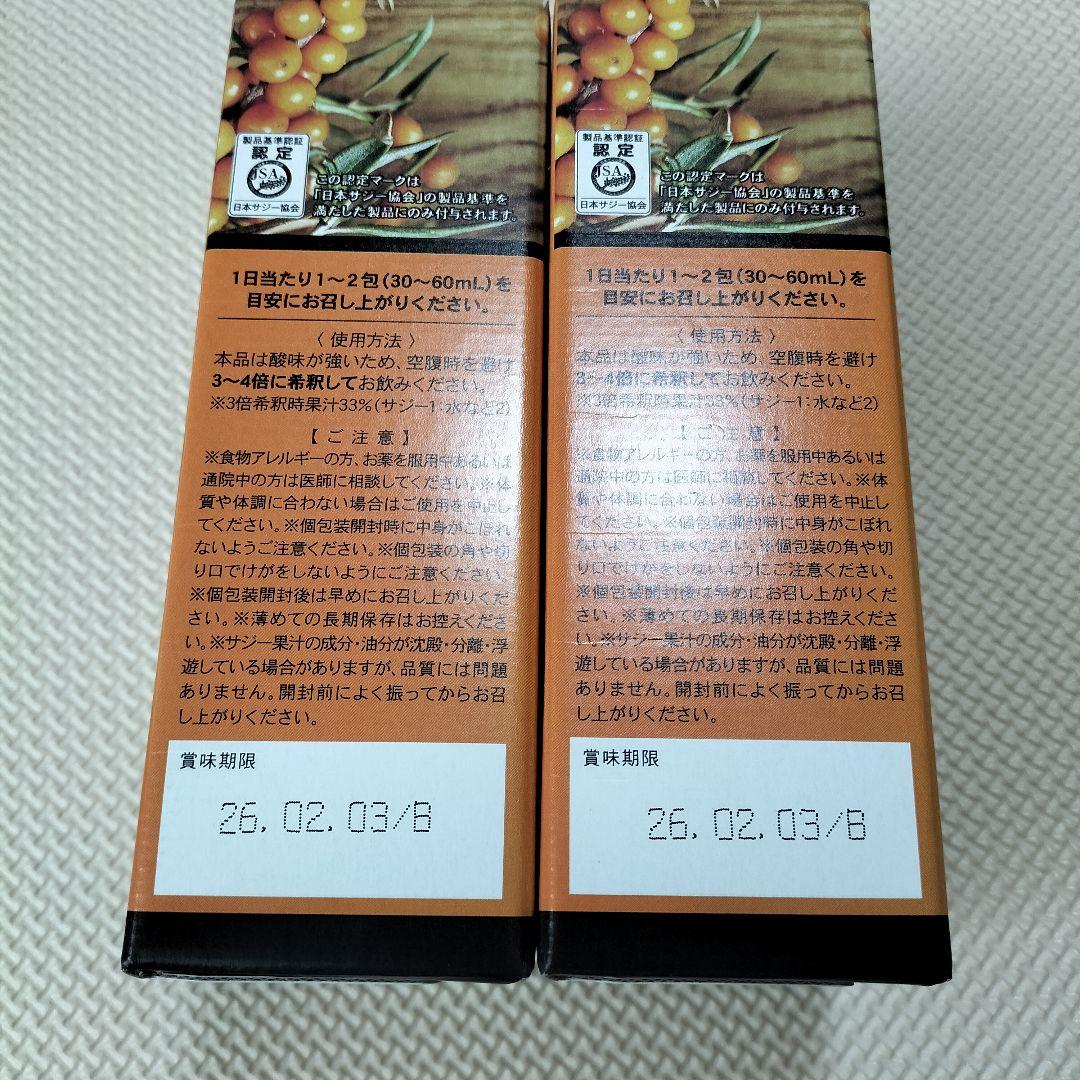 製品基準認証
認定
JSA
日本サジー協会
この認定マークは
「日本サジー協会」の製品基準を
満たした製品にのみ付与されます。
1日当たり1〜2包(30〜60mL)を
目安にお召し上がりください。
〈使用方法〉
本品は酸味が強いため、空腹時を避け
3〜4倍に希釈してお飲みください。
※3倍希釈時果汁33%(サジー1:水など2)
【ご注意】
※食物アレルギーの方、お薬を服用中あるいは
通院中の方は医師に相談してください。※体
質や体調に合わない場合はご使用を中止し
てください。※個包装開封時に中身がこぼれ
ないようご注意ください。※個包装の角や切
り口でけがをしないようにご注意ください。
※個包装開封後は早めにお召し上がりくだ
さい。※薄めての長期保存はお控えくださ
い。※サジー果汁の成分・油分が沈殿・分離・浮
遊している場合がありますが、品質には問題
ありません。開封前によく振ってからお召
し上がりください。
賞味期限
26.02.03/B
製品基準認証
認定
JSA
日本サジー協会
この認定マークは
「日本サジー協会」の製品基準を
満たした製品にのみ付与されます。
1日当たり1〜2包(30〜60mL)を
目安にお召し上がりください。
〈使用方法〉
本品は酸味が強いため、空腹時を避け
3〜4倍に希釈してお飲みください。
※3倍希釈時果汁33%(サジー1:水など2)
【ご注意】
※食物アレルギーの方、お薬を服用中あるいは
通院中の方は医師に相談してください。※体
質や体調に合わない場合はご使用を中止し
てください。※個包装開封時に中身がこぼれ
ないようご注意ください。※個包装の角や切
り口でけがをしないようにご注意ください。
※個包装開封後は早めにお召し上がりくだ
さい。※薄めての長期保存はお控えくださ
い。※サジー果汁の成分・油分が沈殿・分離・浮
遊している場合がありますが、品質には問題
ありません。開封前によく振ってからお召
し上がりください。
賞味期限
26.02.03/B